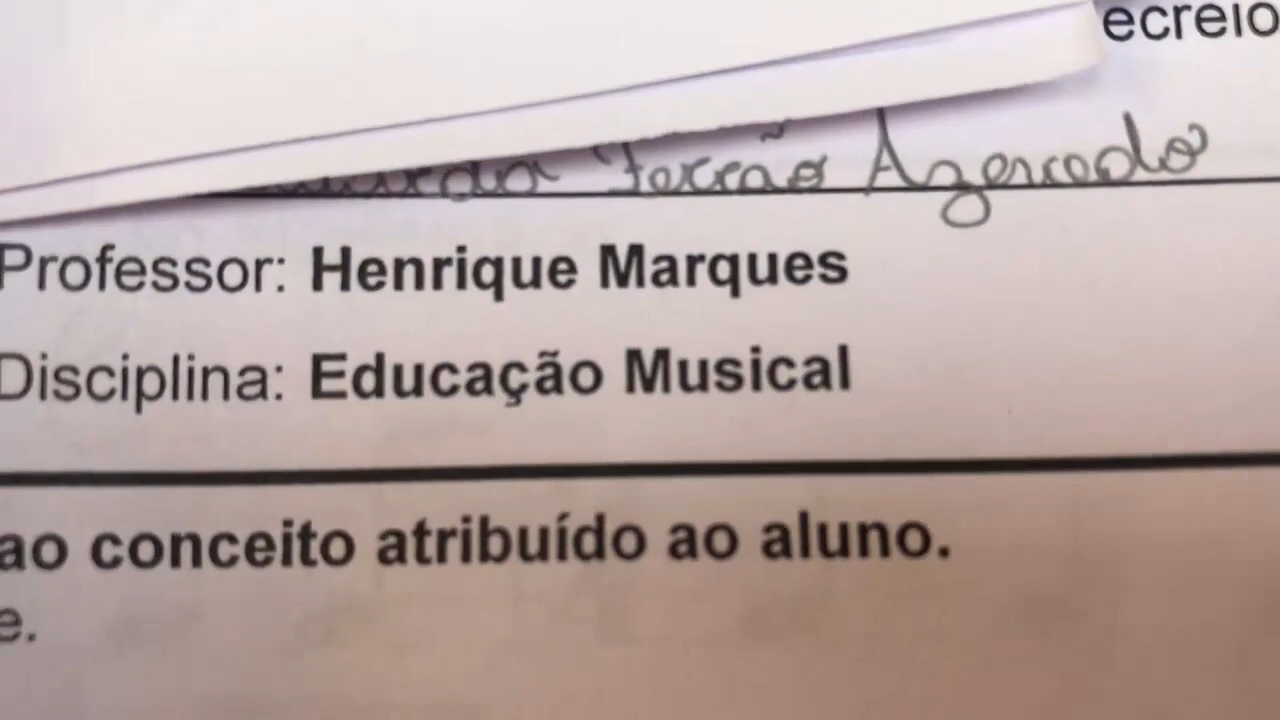 ecreio
Ferrão Azevedo
Professor: Henrique Marques
Disciplina: Educação Musical
ao conceito atribuído ao aluno.
e.